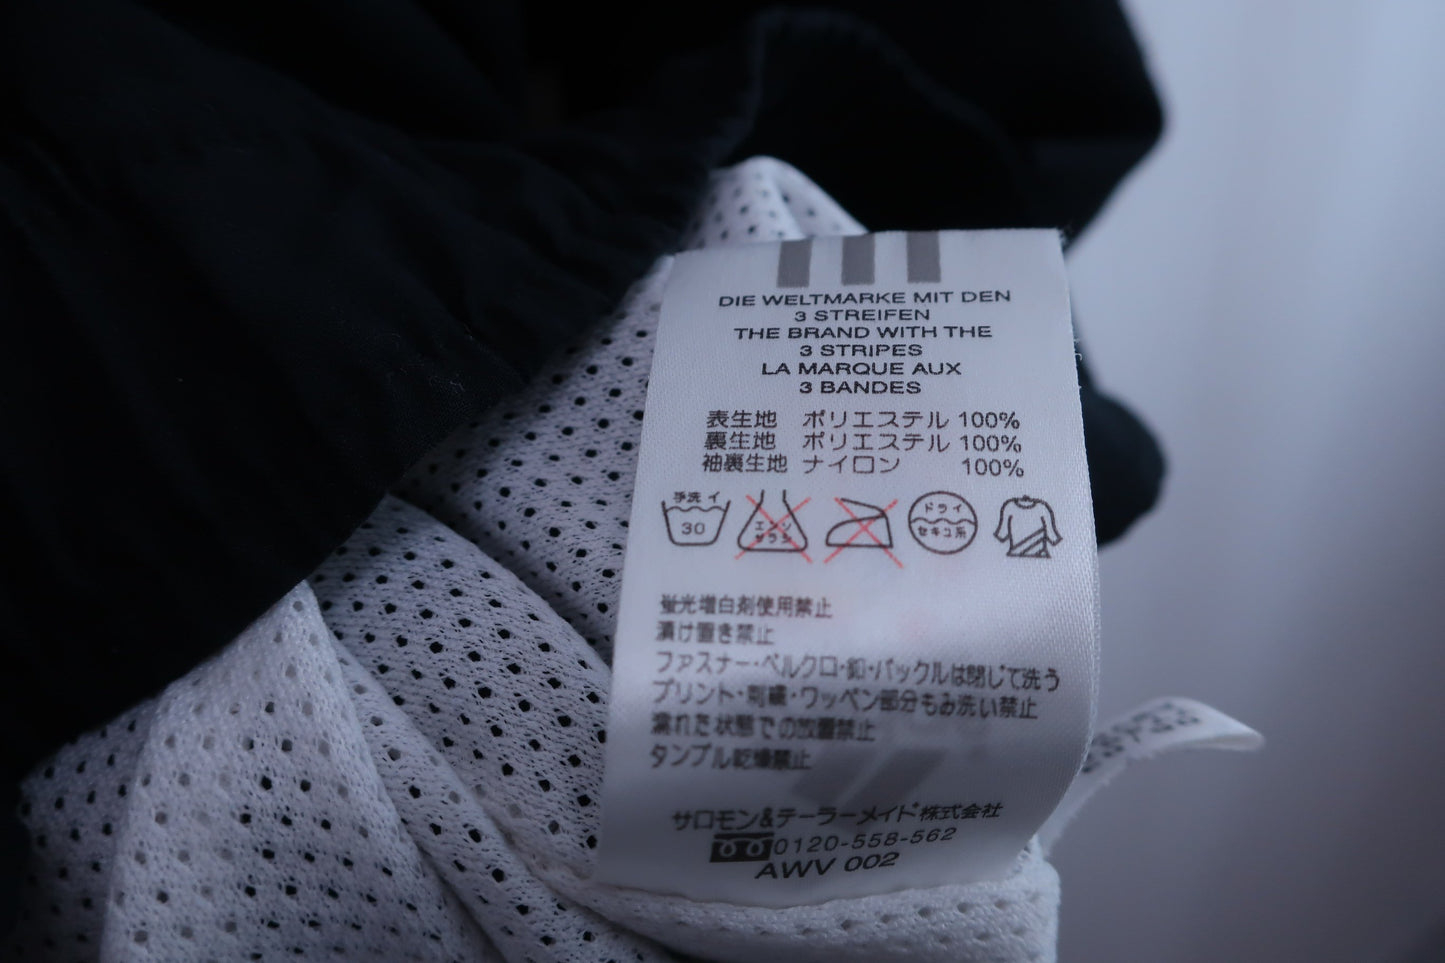 DIE WELTMARKE MIT DEN
3 STREIFEN
THE BRAND WITH THE
3 STRIPES
LA MARQUE AUX
3 BANDES
表生地 ポリエステル 100%
裏生地 ポリエステル 100%
袖裏生地 ナイロン 100%
手洗イ
30
エンソ
サラシ
ドライ
セキユ系
蛍光増白剤使用禁止
漬け置き禁止
ファスナー・ベルクロ・釦・バックルは閉じて洗う
プリント・刺繍・ワッペン部分もみ洗い禁止
濡れた状態での放置禁止
タンブル乾燥禁止
サロモン&テーラーメイド株式会社
0120-558-562
AWV 002